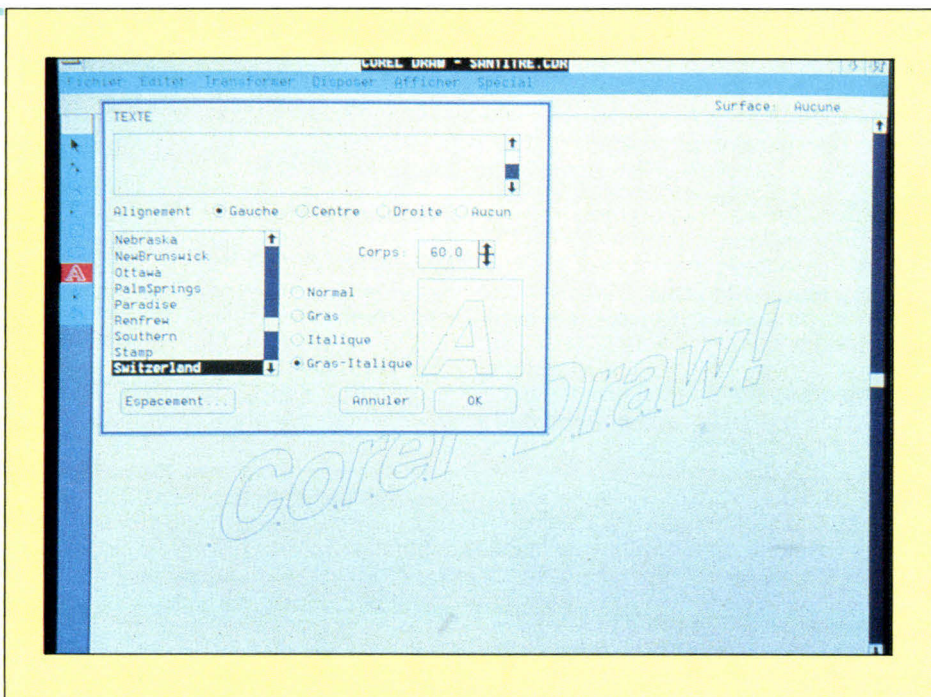 COREL DRAW - SANTITRE.CDR
Fichier Editer Transformer Disposer Afficher Spécial
Surface: Aucune
TEXTE
Alignement Gauche Centre Droite Aucun
Nebraska
NewBrunswick
Ottawa
PalmSprings
Paradise
Renfrew
Southern
Stamp
Switzerland
Corps: 60.0
Normal
Gras
Italique
Gras-Italique
A
A
Espacement... Annuler OK
Corel Draw!